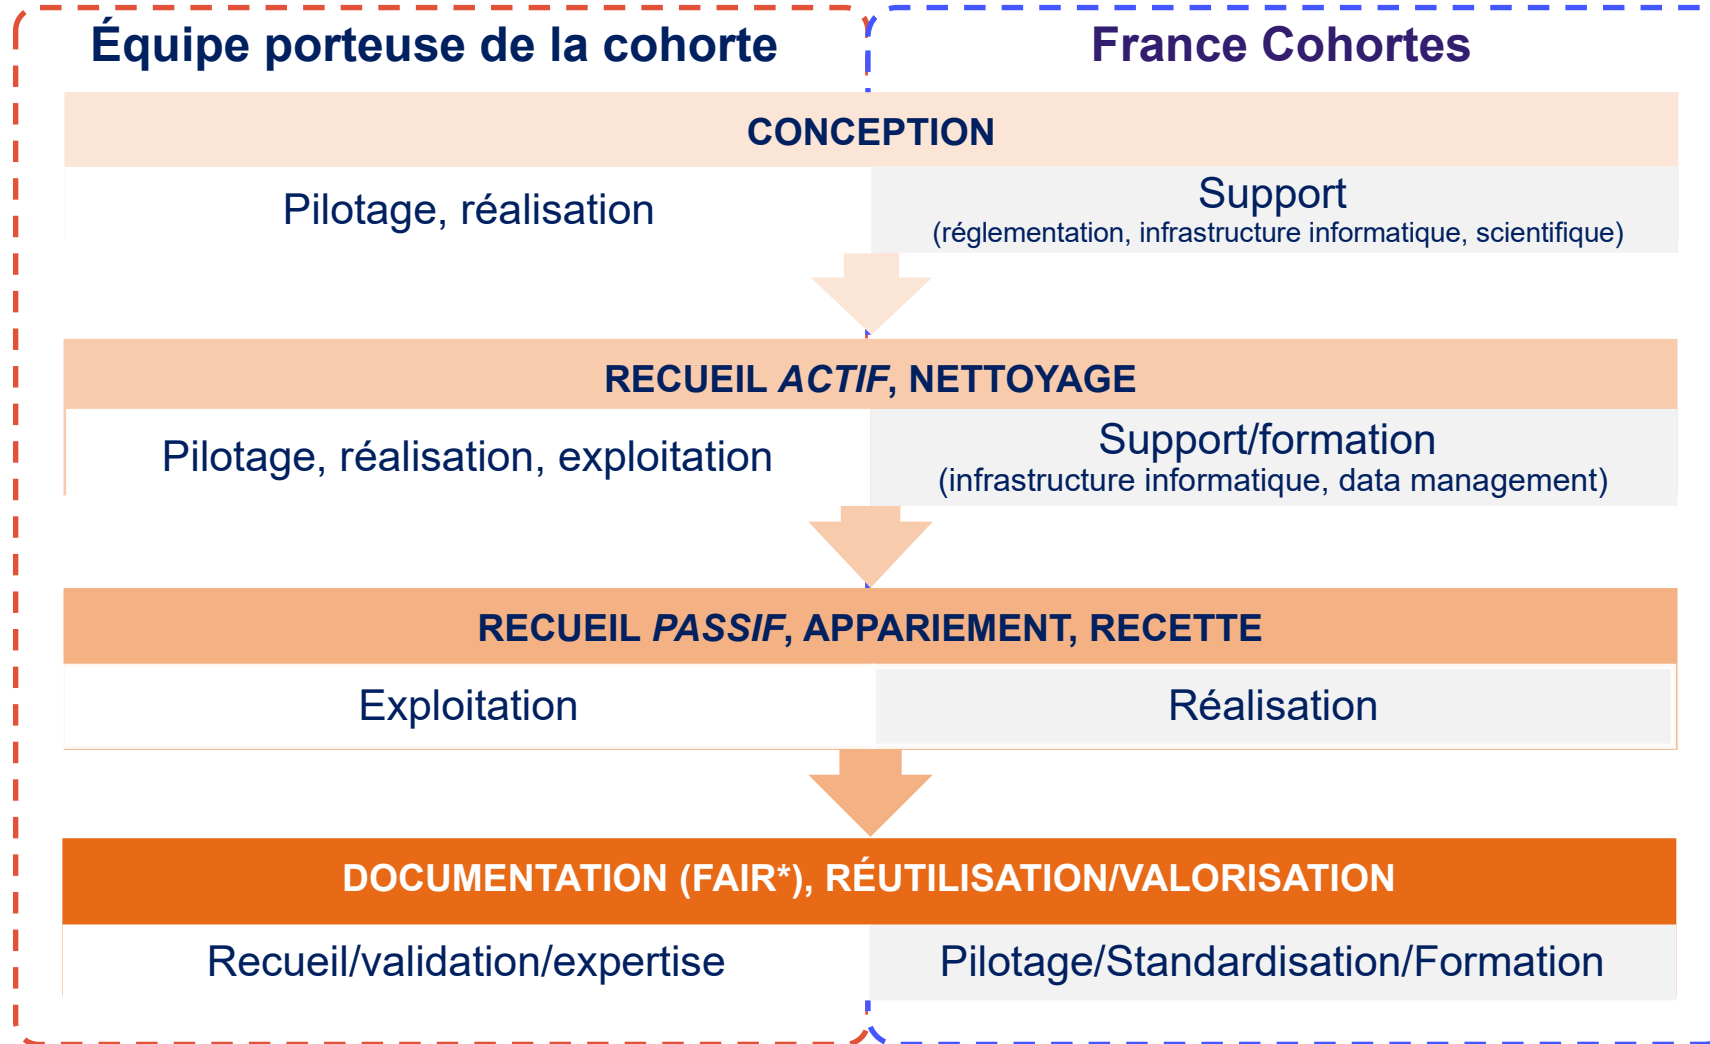 Équipe porteuse de la cohorte
France Cohortes
CONCEPTION
Pilotage, réalisation
Support
(réglementation, infrastructure informatique, scientifique)
RECUEIL ACTIF, NETTOYAGE
Pilotage, réalisation, exploitation
Support/formation
(infrastructure informatique, data management)
RECUEIL PASSIF, APPARIEMENT, RECETTE
Exploitation
Réalisation
DOCUMENTATION (FAIR*), RÉUTILISATION/VALORISATION
Recueil/validation/expertise
Pilotage/Standardisation/Formation